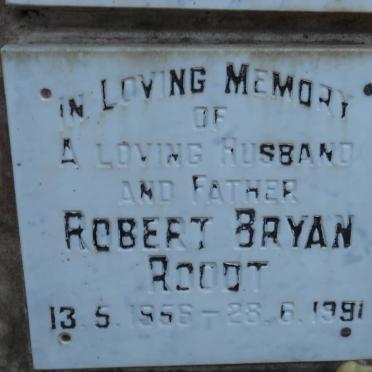 IN LOVING MEMORY
OF
A LOVING HUSBAND
AND FATHER
ROBERT BRYAN
ROODT
13.5.1956 - 28.6.1991